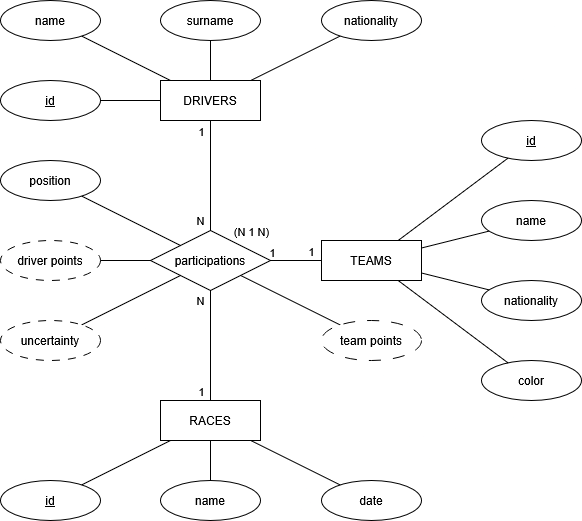 name
surname
nationality
id
DRIVERS
1
id
position
N
(N 1 N)
name
driver points
participations
1
1
TEAMS
nationality
N
uncertainty
team points
color
1
RACES
id
name
date